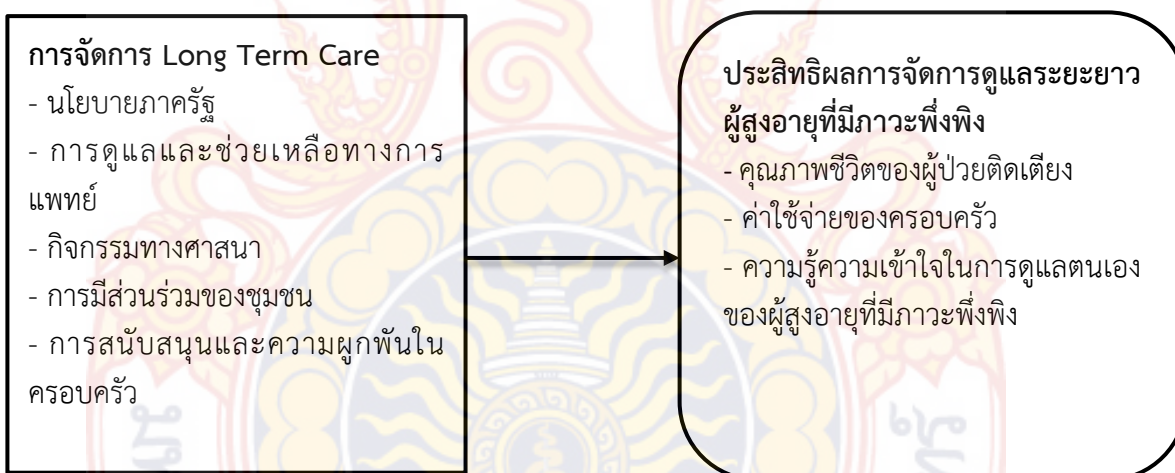 การจัดการ Long Term Care
- นโยบายภาครัฐ
- การดูแลและช่วยเหลือทางการ
แพทย์
- กิจกรรมทางศาสนา
- การมีส่วนร่วมของชุมชน
- การสนับสนุนและความผูกพันใน
ครอบครัว
ประสิทธิผลการจัดการดูแลระยะยาว
ผู้สูงอายุที่มีภาวะพึ่งพิง
- คุณภาพชีวิตของผู้ป่วยติดเตียง
- ค่าใช้จ่ายของครอบครัว
- ความรู้ความเข้าใจในการดูแลตนเอง
ของผู้สูงอายุที่มีภาวะพึ่งพิง